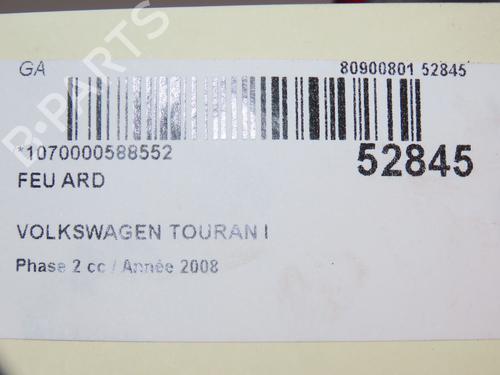 GA 80900801 52845
*1070000588552 52845
FEU ARD
VOLKSWAGEN TOURAN I
Phase 2 cc / Année 2008
B-PARTS